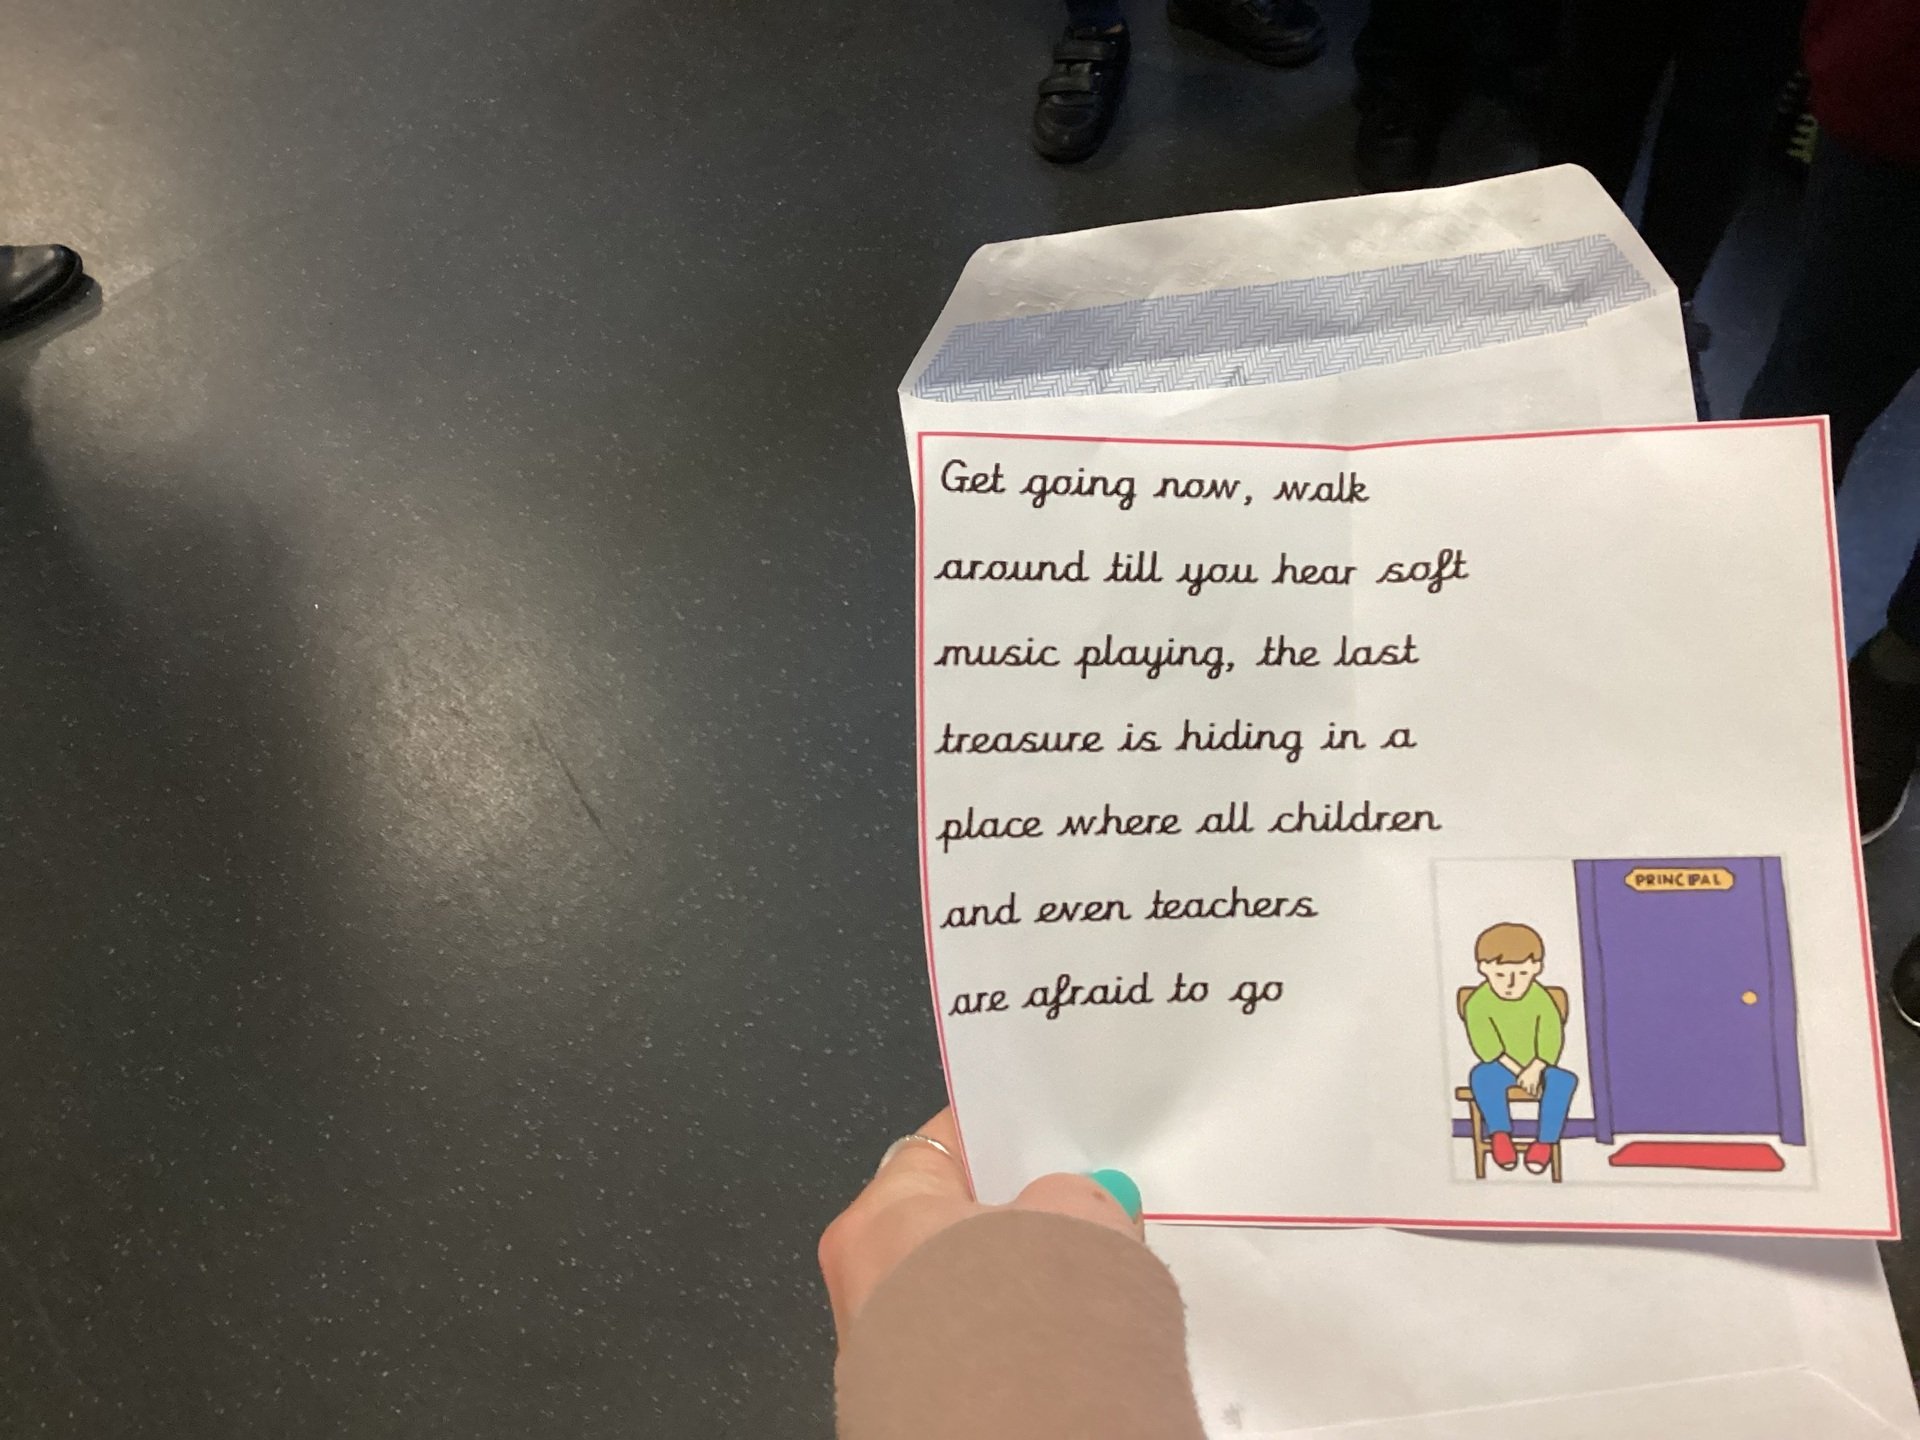 Get going now, walk
around till you hear soft
music playing, the last
treasure is hiding in a
place where all children
and even teachers
are afraid to go
PRINCIPAL